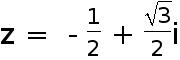 z = -1/2 + √3/2 i